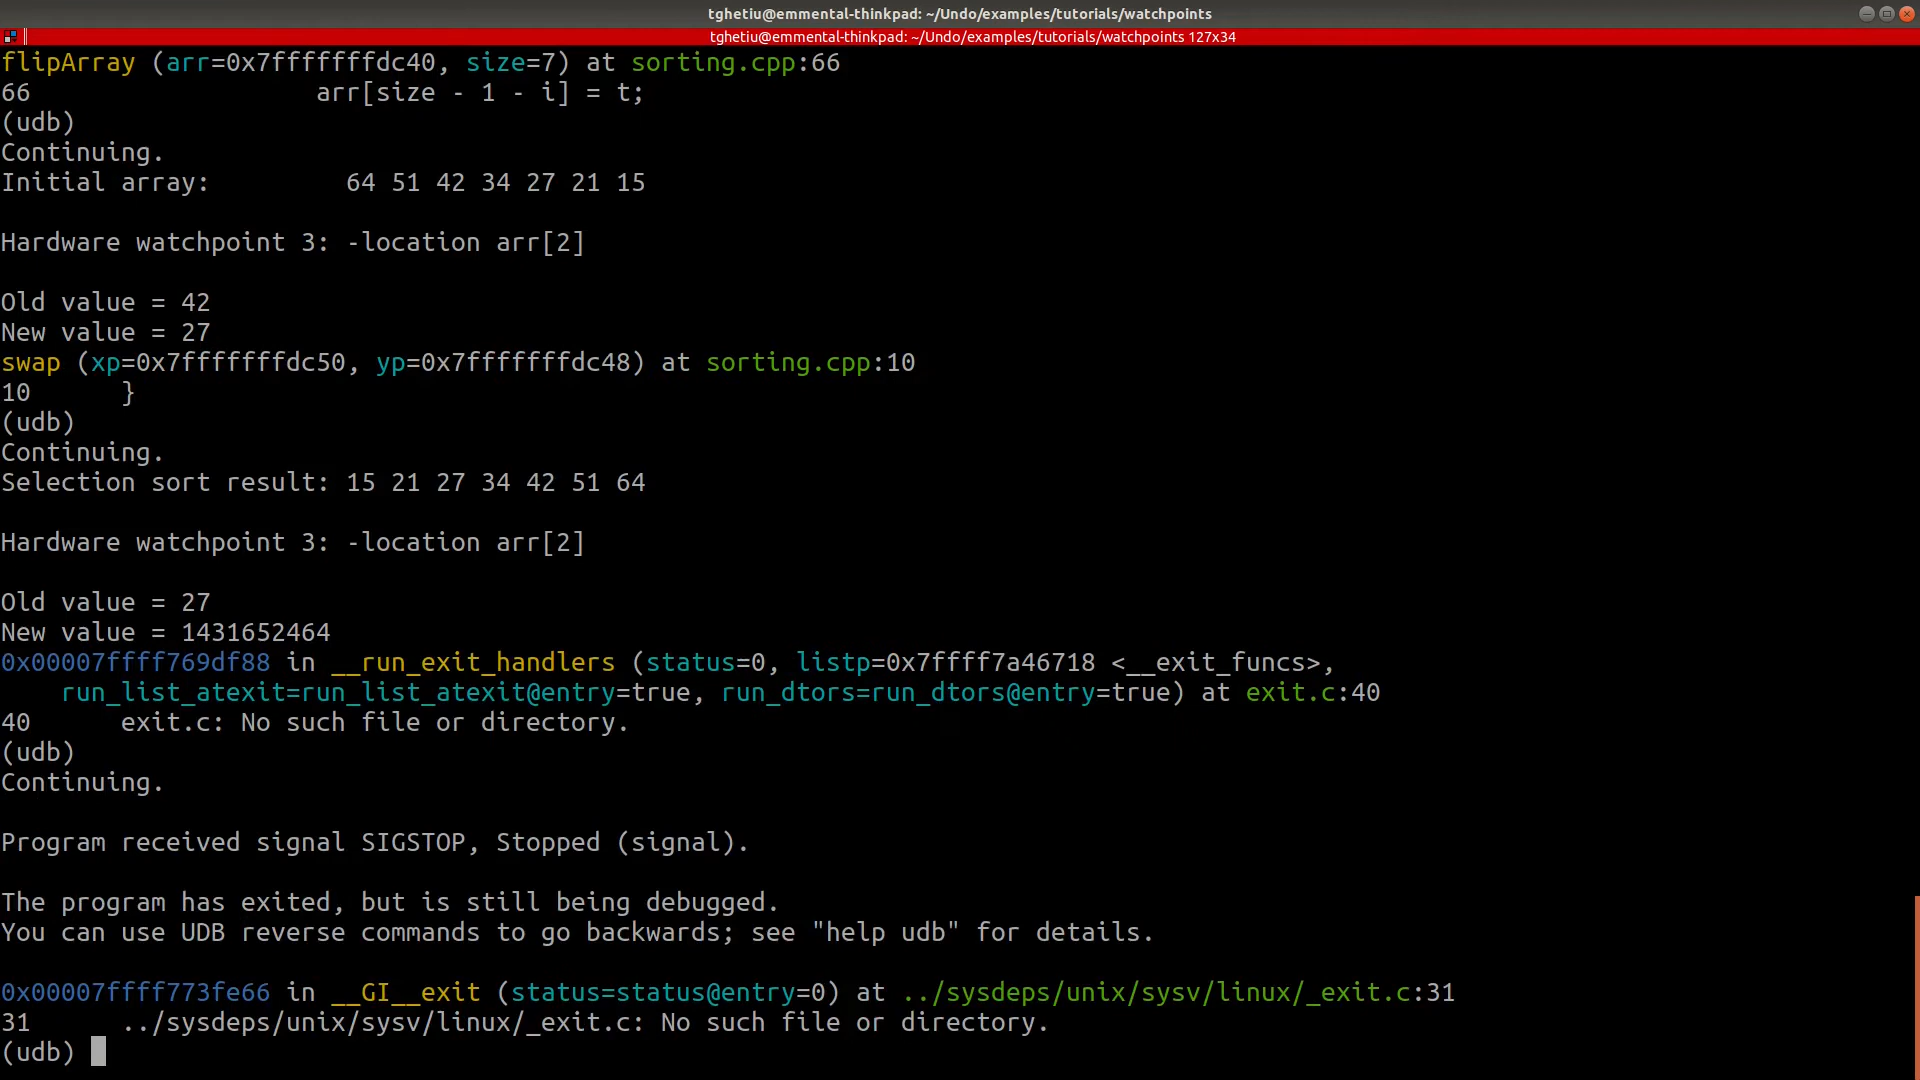 tghetiu@emmental-thinkpad: ~/Undo/examples/tutorials/watchpoints
tghetiu@emmental-thinkpad: ~/Undo/examples/tutorials/watchpoints 127x34
flipArray (arr=0x7fffffffdc40, size=7) at sorting.cpp:66
66                   arr[size - 1 - i] = t;
(udb)
Continuing.
Initial array:         64 51 42 34 27 21 15
Hardware watchpoint 3: -location arr[2]
Old value = 42
New value = 27
swap (xp=0x7fffffffdc50, yp=0x7fffffffdc48) at sorting.cpp:10
10      }
(udb)
Continuing.
Selection sort result: 15 21 27 34 42 51 64
Hardware watchpoint 3: -location arr[2]
Old value = 27
New value = 1431652464
0x00007ffff769df88 in __run_exit_handlers (status=0, listp=0x7ffff7a46718 <__exit_funcs>,
    run_list_atexit=run_list_atexit@entry=true, run_dtors=run_dtors@entry=true) at exit.c:40
40      exit.c: No such file or directory.
(udb)
Continuing.
Program received signal SIGSTOP, Stopped (signal).
The program has exited, but is still being debugged.
You can use UDB reverse commands to go backwards; see "help udb" for details.
0x00007ffff773fe66 in __GI__exit (status=status@entry=0) at ../sysdeps/unix/sysv/linux/_exit.c:31
31      ../sysdeps/unix/sysv/linux/_exit.c: No such file or directory.
(udb)